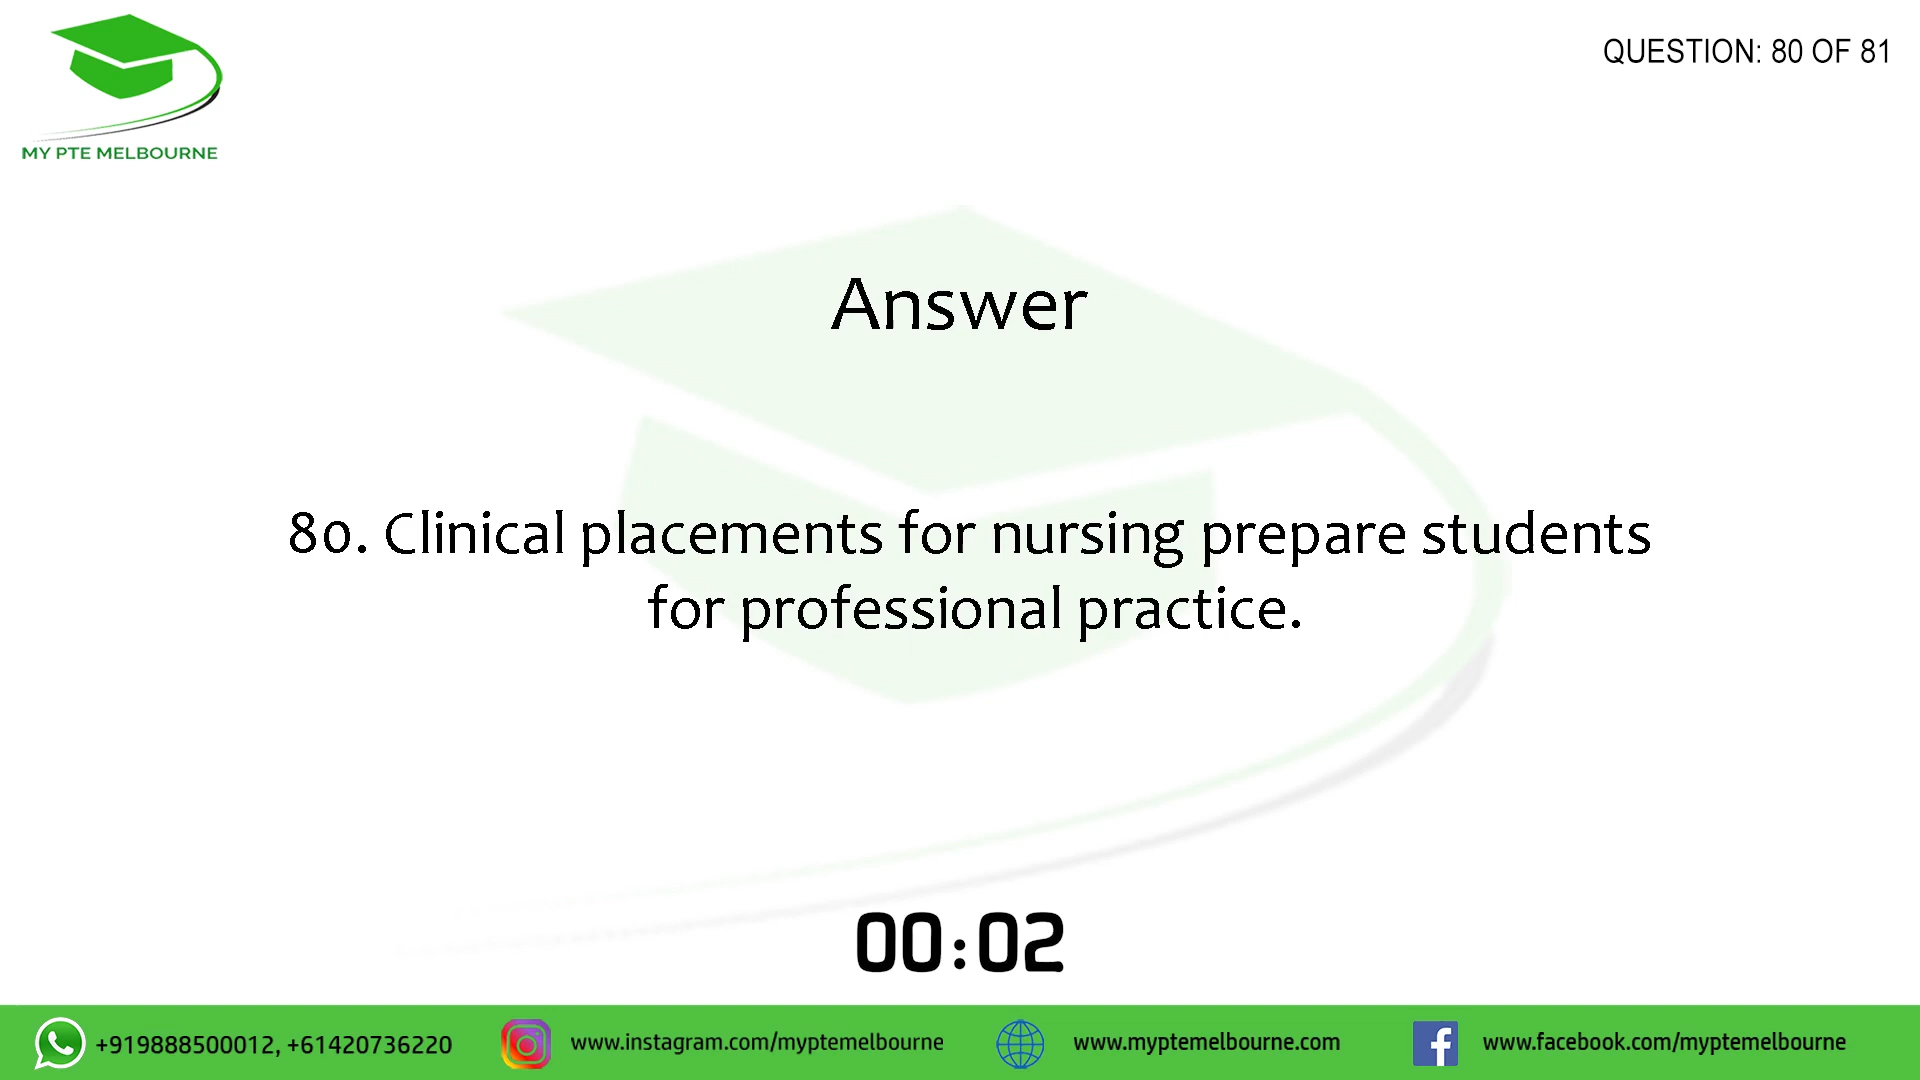 QUESTION: 80 OF 81
MY PTE MELBOURNE
Answer
80. Clinical placements for nursing prepare students
for professional practice.
00:02
+919888500012, +61420736220
www.instagram.com/myptemelbourne
www.myptemelbourne.com
www.facebook.com/myptemelbourne